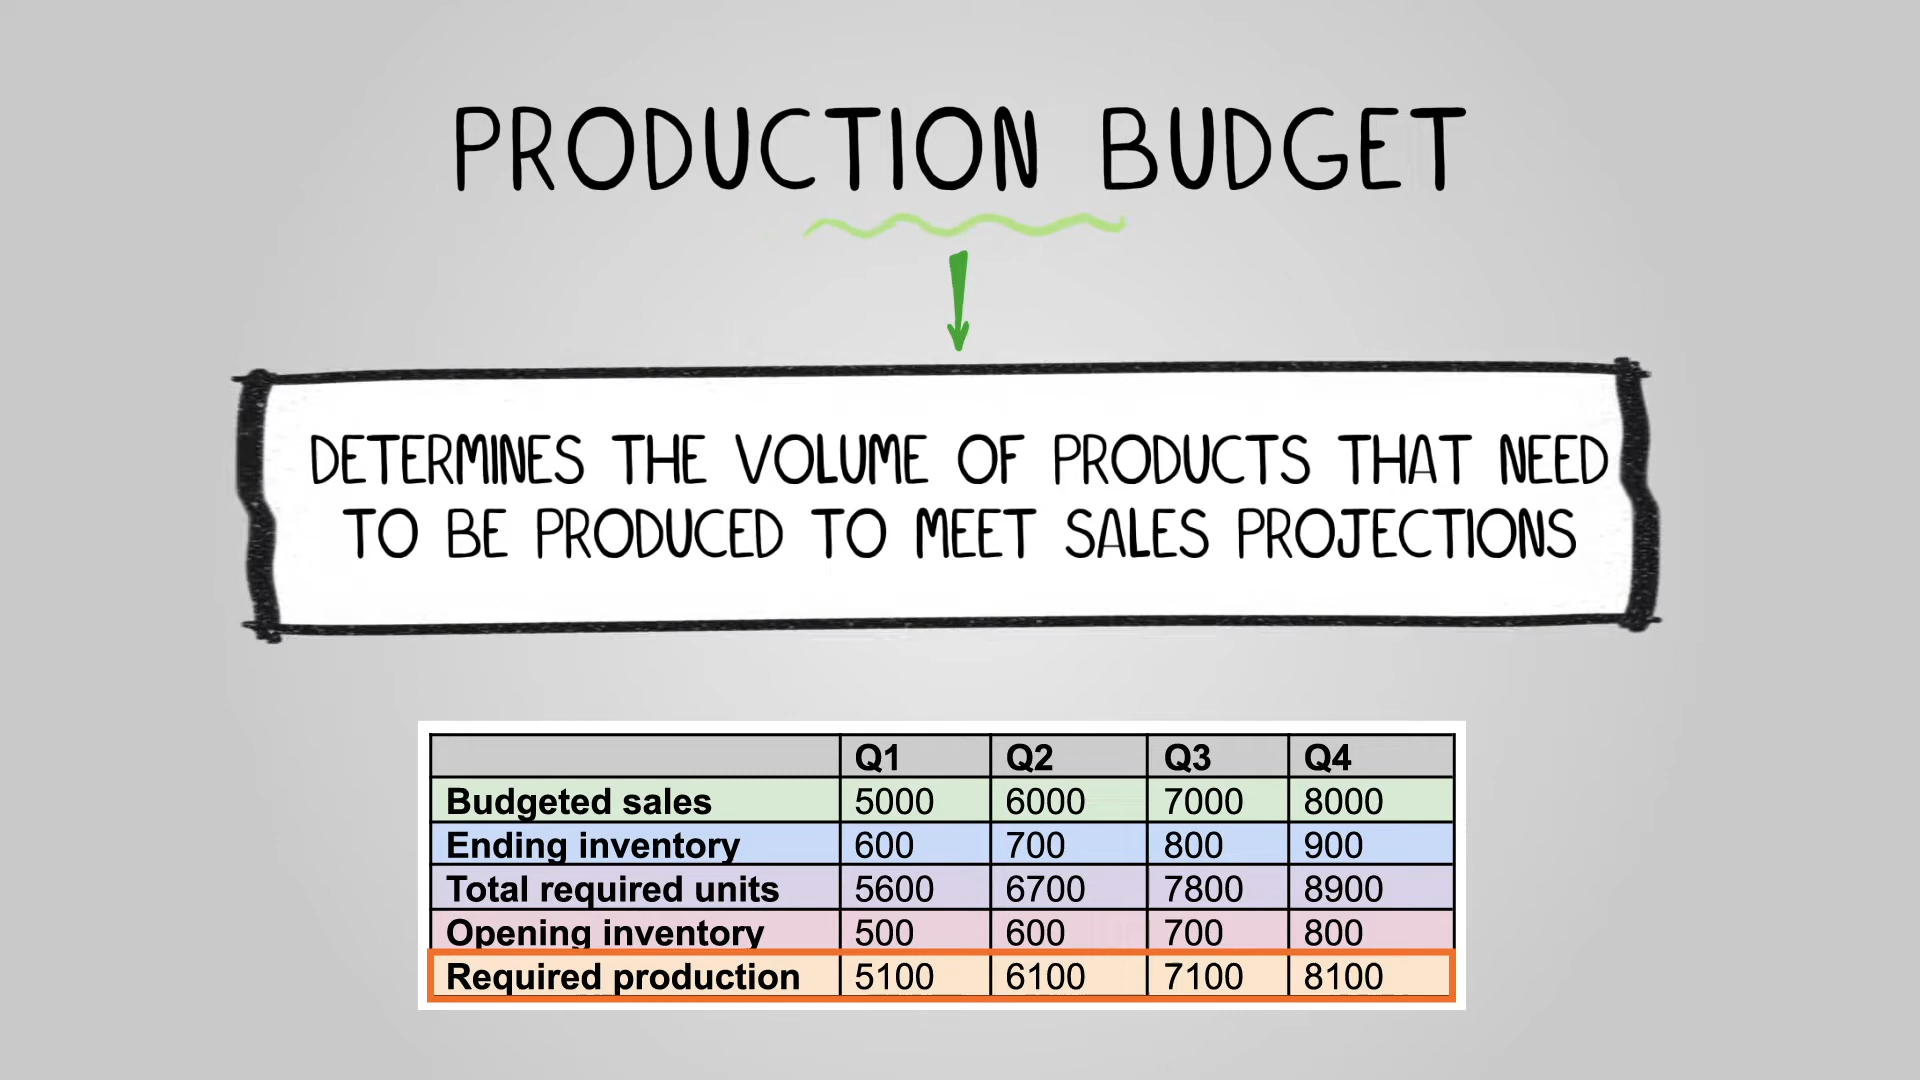 PRODUCTION BUDGET
DETERMINES THE VOLUME OF PRODUCTS THAT NEED
TO BE PRODUCED TO MEET SALES PROJECTIONS
Q1 Q2 Q3 Q4
Budgeted sales 5000 6000 7000 8000
Ending inventory 600 700 800 900
Total required units 5600 6700 7800 8900
Opening inventory 500 600 700 800
Required production 5100 6100 7100 8100